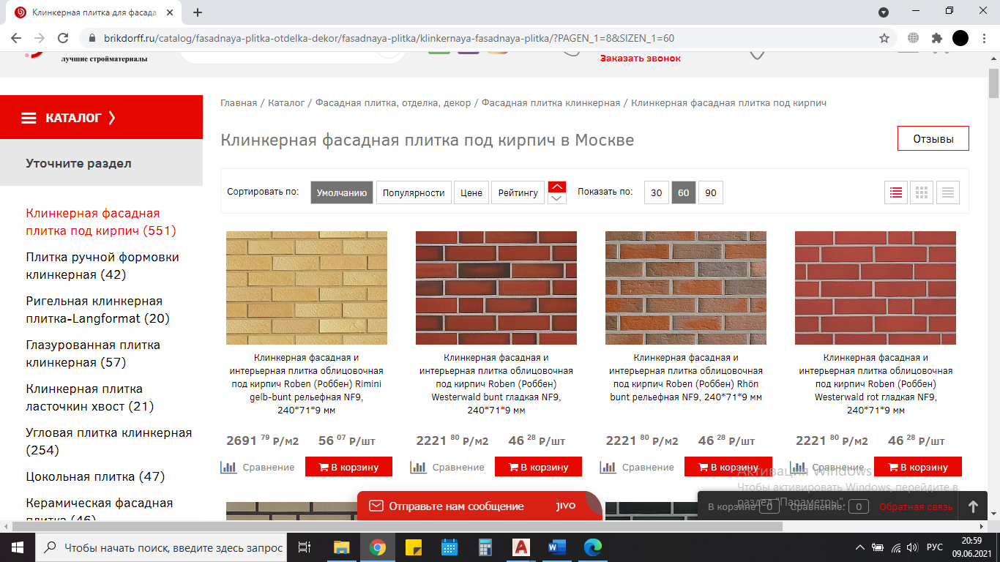 Клинкерная плитка для фасада
brikdorff.ru/catalog/fasadnaya-plitka-otdelka-dekor/fasadnaya-plitka/klinkernaya-fasadnaya-plitka/?PAGEN_1=8&SIZEN_1=60
лучшие стройматериалы
Заказать звонок
КАТАЛОГ
Уточните раздел
Клинкерная фасадная
плитка под кирпич (551)
Плитка ручной формовки
клинкерная (42)
Ригельная клинкерная
плитка-Langformat (20)
Глазурованная плитка
клинкерная (57)
Клинкерная плитка
ласточкин хвост (21)
Угловая плитка клинкерная
(254)
Цокольная плитка (47)
Керамическая фасадная
плитка (46)
Главная / Каталог / Фасадная плитка, отделка, декор / Фасадная плитка клинкерная / Клинкерная фасадная плитка под кирпич
Клинкерная фасадная плитка под кирпич в Москве
Отзывы
Сортировать по: Умолчанию Популярности Цене Рейтингу Показать по: 30 60 90
Клинкерная фасадная и
интерьерная плитка облицовочная
под кирпич Roben (Роббен) Rimini
gelb-bunt рельефная NF9,
240*71*9 мм
2691 79 Р/м2 56 07 Р/шт
Сравнение В корзину
Клинкерная фасадная и
интерьерная плитка облицовочная
под кирпич Roben (Роббен)
Westerwald bunt гладкая NF9,
240*71*9 мм
2221 80 Р/м2 46 28 Р/шт
Сравнение В корзину
Клинкерная фасадная и
интерьерная плитка облицовочная
под кирпич Roben (Роббен) Rhön
bunt рельефная NF9, 240*71*9 мм
2221 80 Р/м2 46 28 Р/шт
Сравнение В корзину
Клинкерная фасадная и
интерьерная плитка облицовочная
под кирпич Roben (Роббен)
Westerwald rot гладкая NF9,
240*71*9 мм
2221 80 Р/м2 46 28 Р/шт
Сравнение В корзину
Активация Windows
Чтобы активировать Windows, перейдите в
раздел "Параметры".
Отправьте нам сообщение jivo
В корзине 0 Сравнение: 0 Обратная связь
Чтобы начать поиск, введите здесь запрос
РУС
20:59
09.06.2021